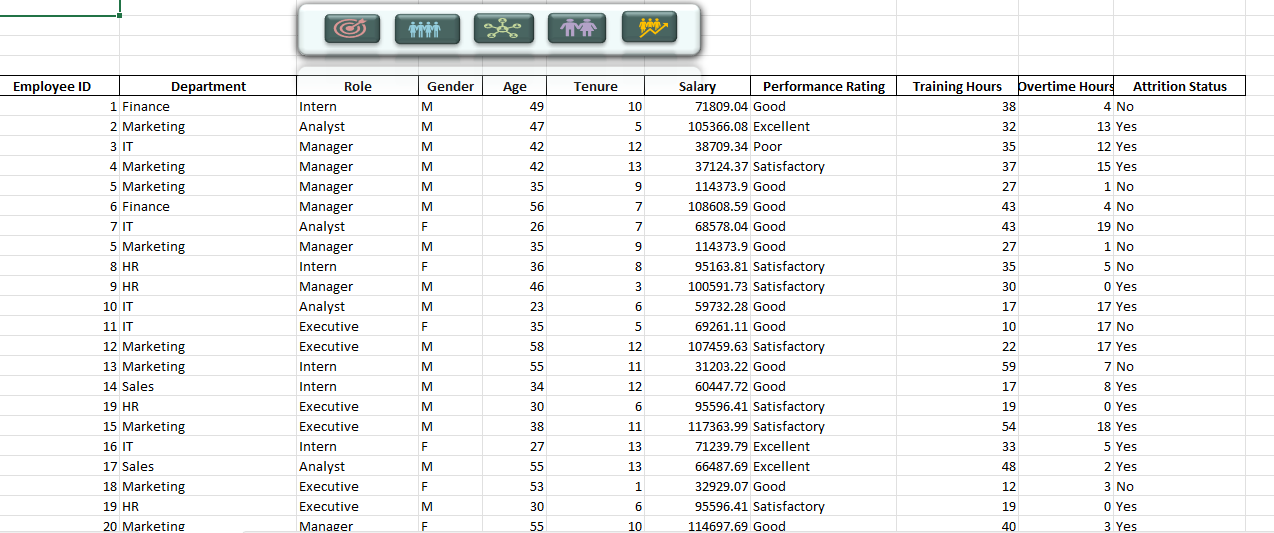 Employee ID Department Role Gender Age Tenure Salary Performance Rating Training Hours Overtime Hours Attrition Status
1 Finance Intern M 49 10 71809.04 Good 38 4 No
2 Marketing Analyst M 47 5 105366.08 Excellent 32 13 Yes
3 IT Manager M 42 12 38709.34 Poor 35 12 Yes
4 Marketing Manager M 42 13 37124.37 Satisfactory 37 15 Yes
5 Marketing Manager M 35 9 114373.9 Good 27 1 No
6 Finance Manager M 56 7 108608.59 Good 43 4 No
7 IT Analyst F 26 7 68578.04 Good 43 19 No
5 Marketing Manager M 35 9 114373.9 Good 27 1 No
8 HR Intern F 36 8 95163.81 Satisfactory 35 5 No
9 HR Manager M 46 3 100591.73 Satisfactory 30 0 Yes
10 IT Analyst M 23 6 59732.28 Good 17 17 Yes
11 IT Executive F 35 5 69261.11 Good 10 17 No
12 Marketing Executive M 58 12 107459.63 Satisfactory 22 17 Yes
13 Marketing Intern M 55 11 31203.22 Good 59 7 No
14 Sales Intern M 34 12 60447.72 Good 17 8 Yes
19 HR Executive M 30 6 95596.41 Satisfactory 19 0 Yes
15 Marketing Executive M 38 11 117363.99 Satisfactory 54 18 Yes
16 IT Intern F 27 13 71239.79 Excellent 33 5 Yes
17 Sales Analyst M 55 13 66487.69 Excellent 48 2 Yes
18 Marketing Executive F 53 1 32929.07 Good 12 3 No
19 HR Executive M 30 6 95596.41 Satisfactory 19 0 Yes
20 Marketing Manager F 55 10 114697.69 Good 40 3 Yes